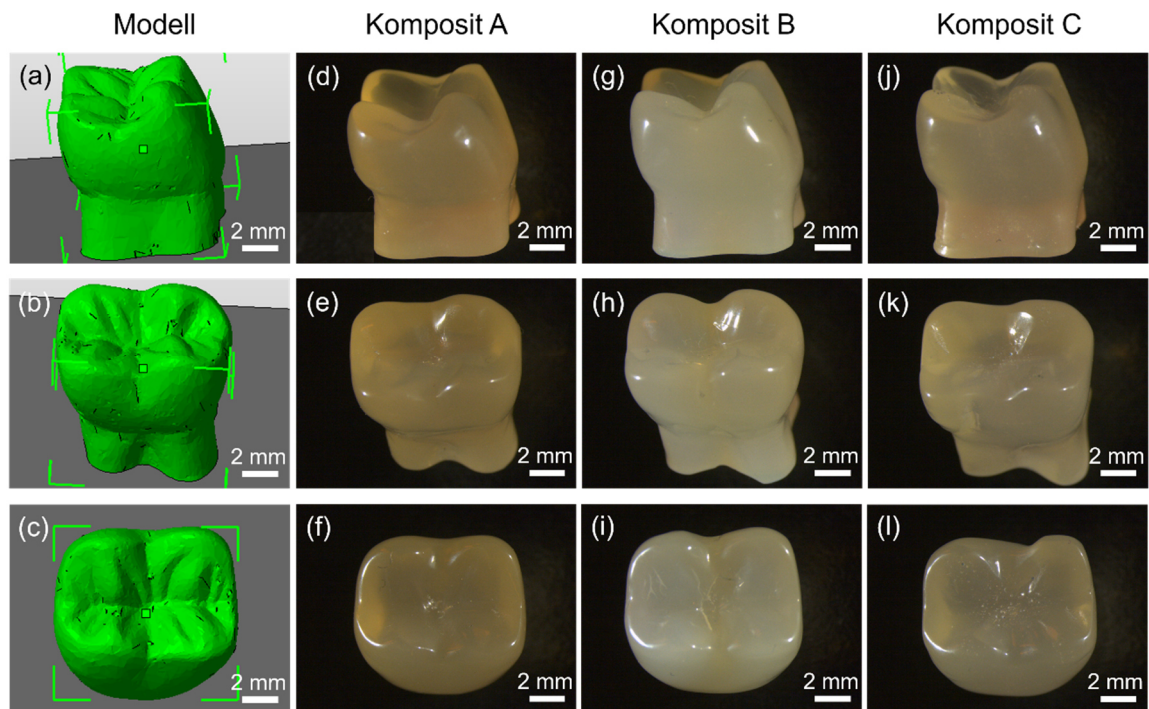 Modell Komposit A Komposit B Komposit C
(a) (d) (g) (j)
2 mm 2 mm 2 mm 2 mm
(b) (e) (h) (k)
2 mm 2 mm 2 mm 2 mm
(c) (f) (i) (l)
2 mm 2 mm 2 mm 2 mm